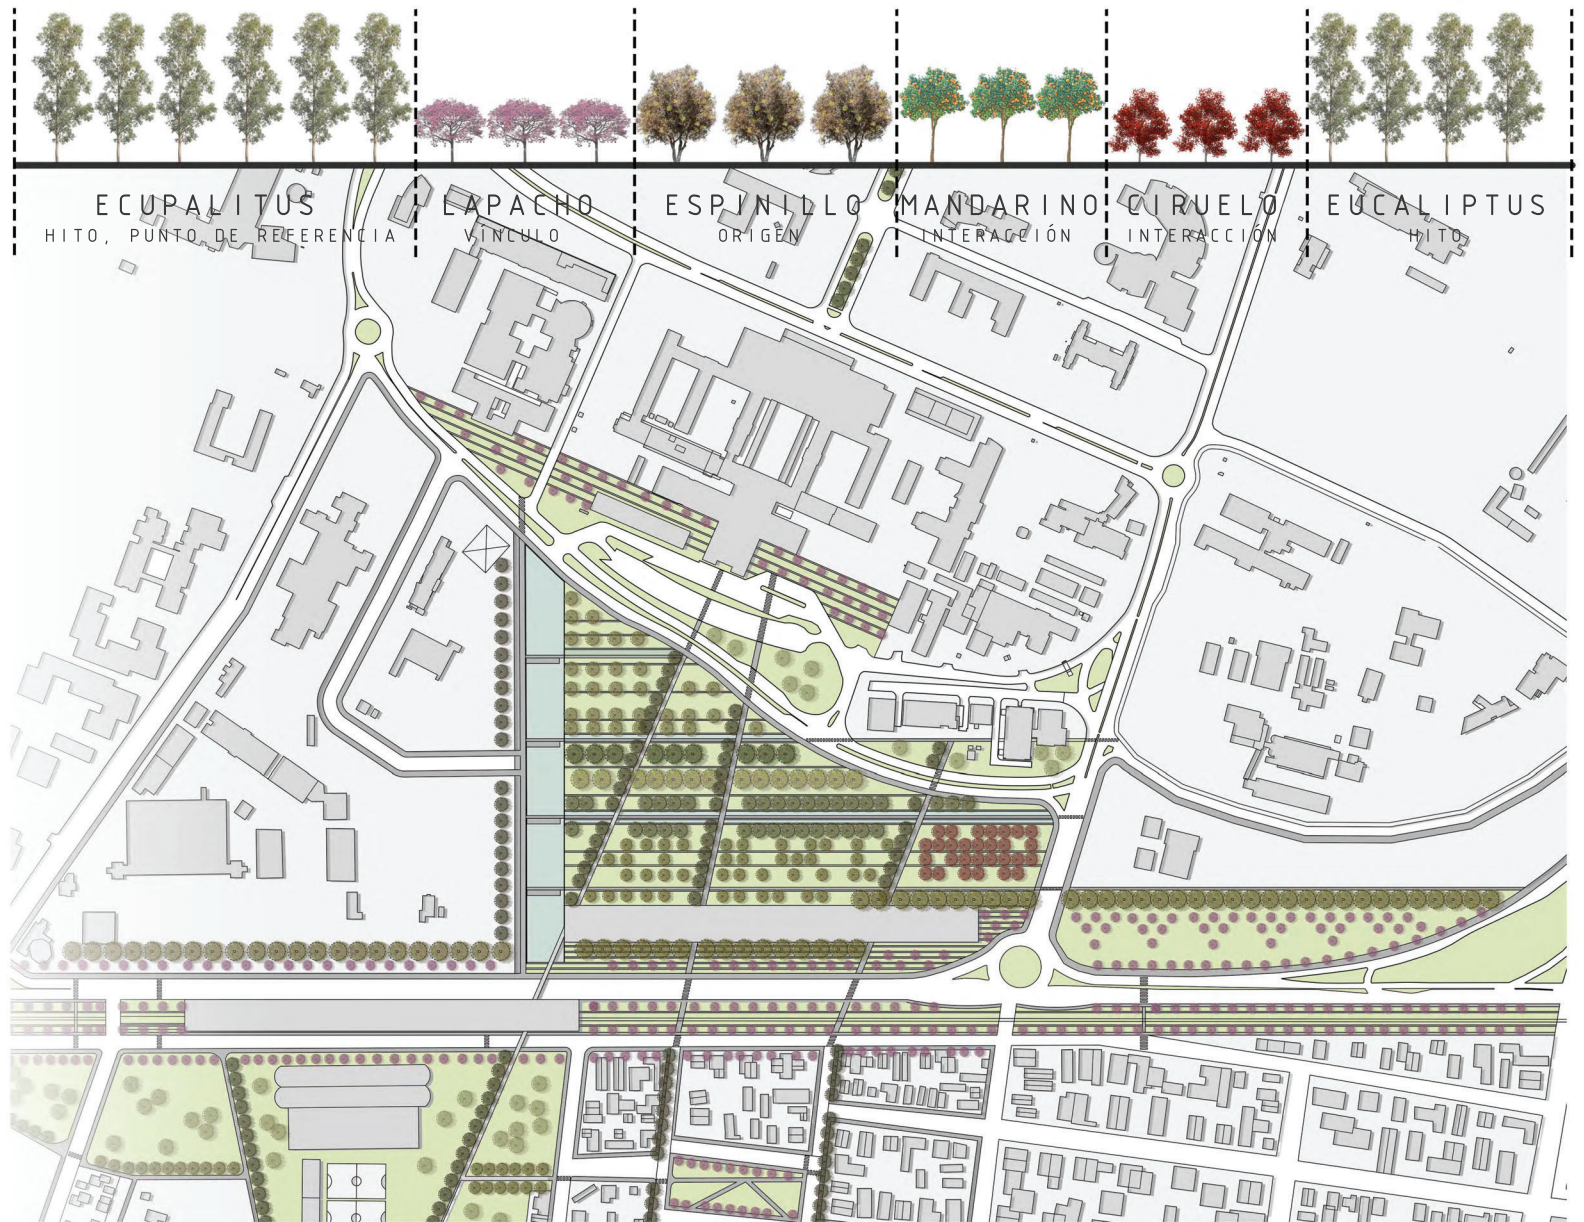 ECUPALITUS
HITO, PUNTO DE REFERENCIA
LAPACHO
VÍNCULO
ESPINILLO
ORIGEN
MANDARINO
INTERACCIÓN
CIRUELO
INTERACCIÓN
EUCALIPTUS
HITO